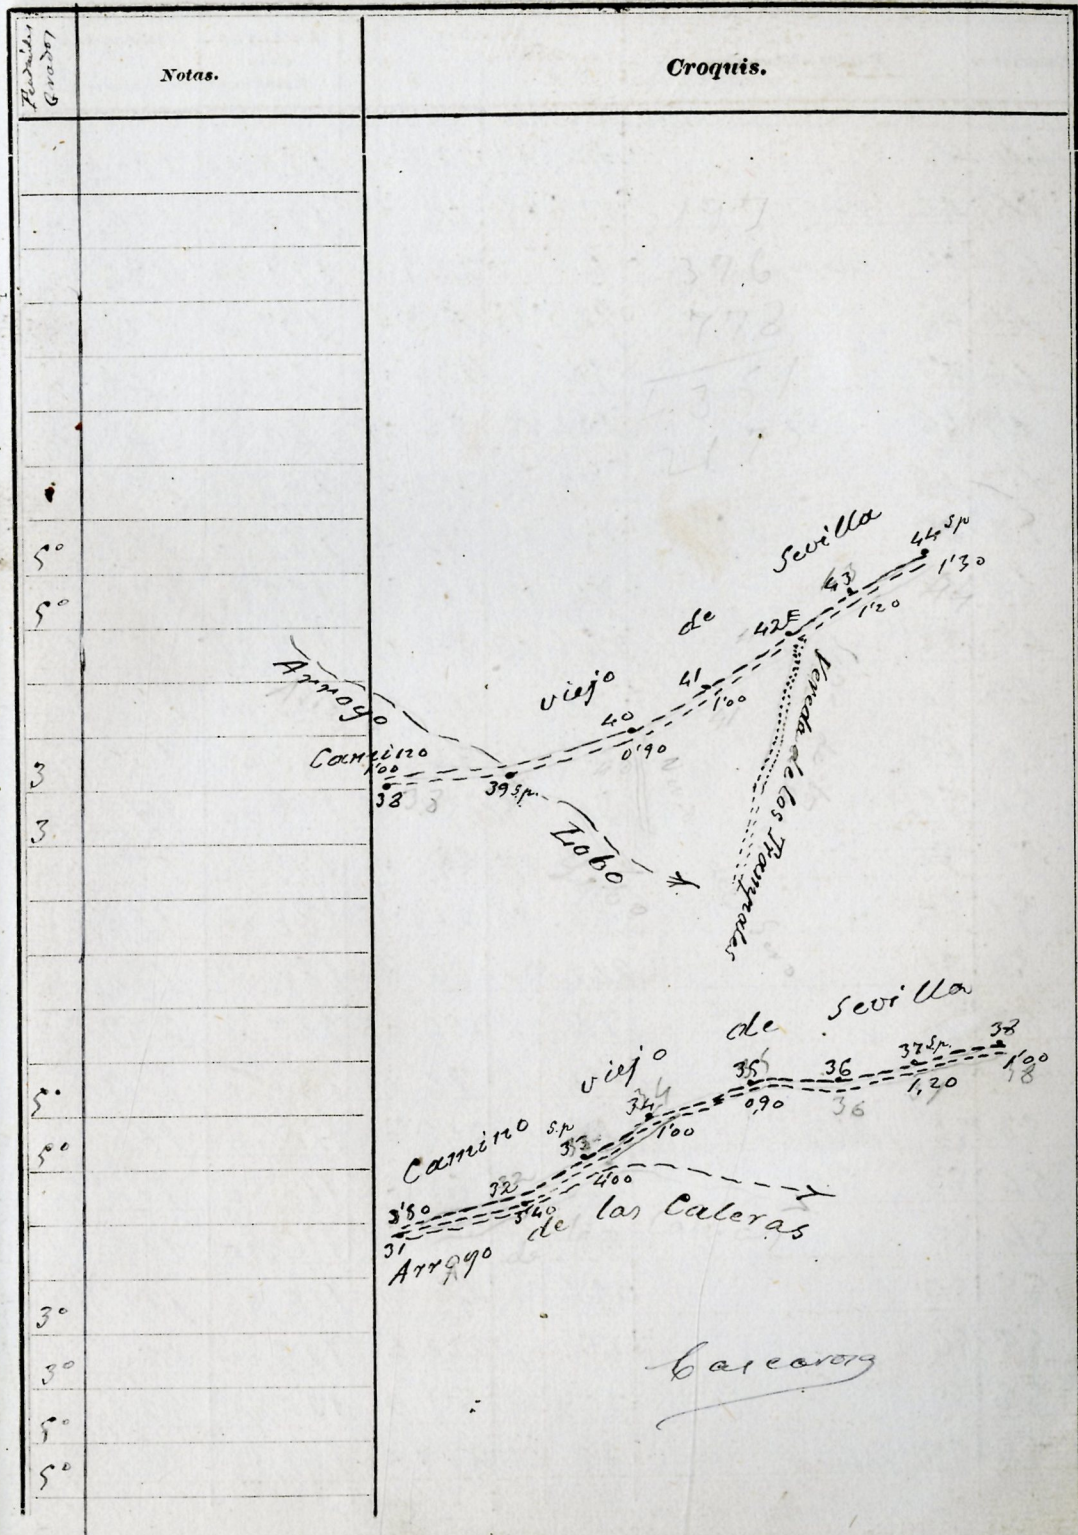 Grados
Notas.
Croquis.
5°
5°
3
3
5°
5°
3°
3°
5°
5°
Camino viejo de Sevilla
Arroyo Lobo
Vereda de los Trampales
1'00
38
39 s.p.
40
0'90
41
1'00
42E
43
1'20
44 s.p
1'30
Camino viejo de Sevilla
Arroyo de las Caleras
3'80
31
32
3'40
s.p
33
4'00
34
1'00
35
0,90
36
36
37 s.p.
1,20
38
1'00
38